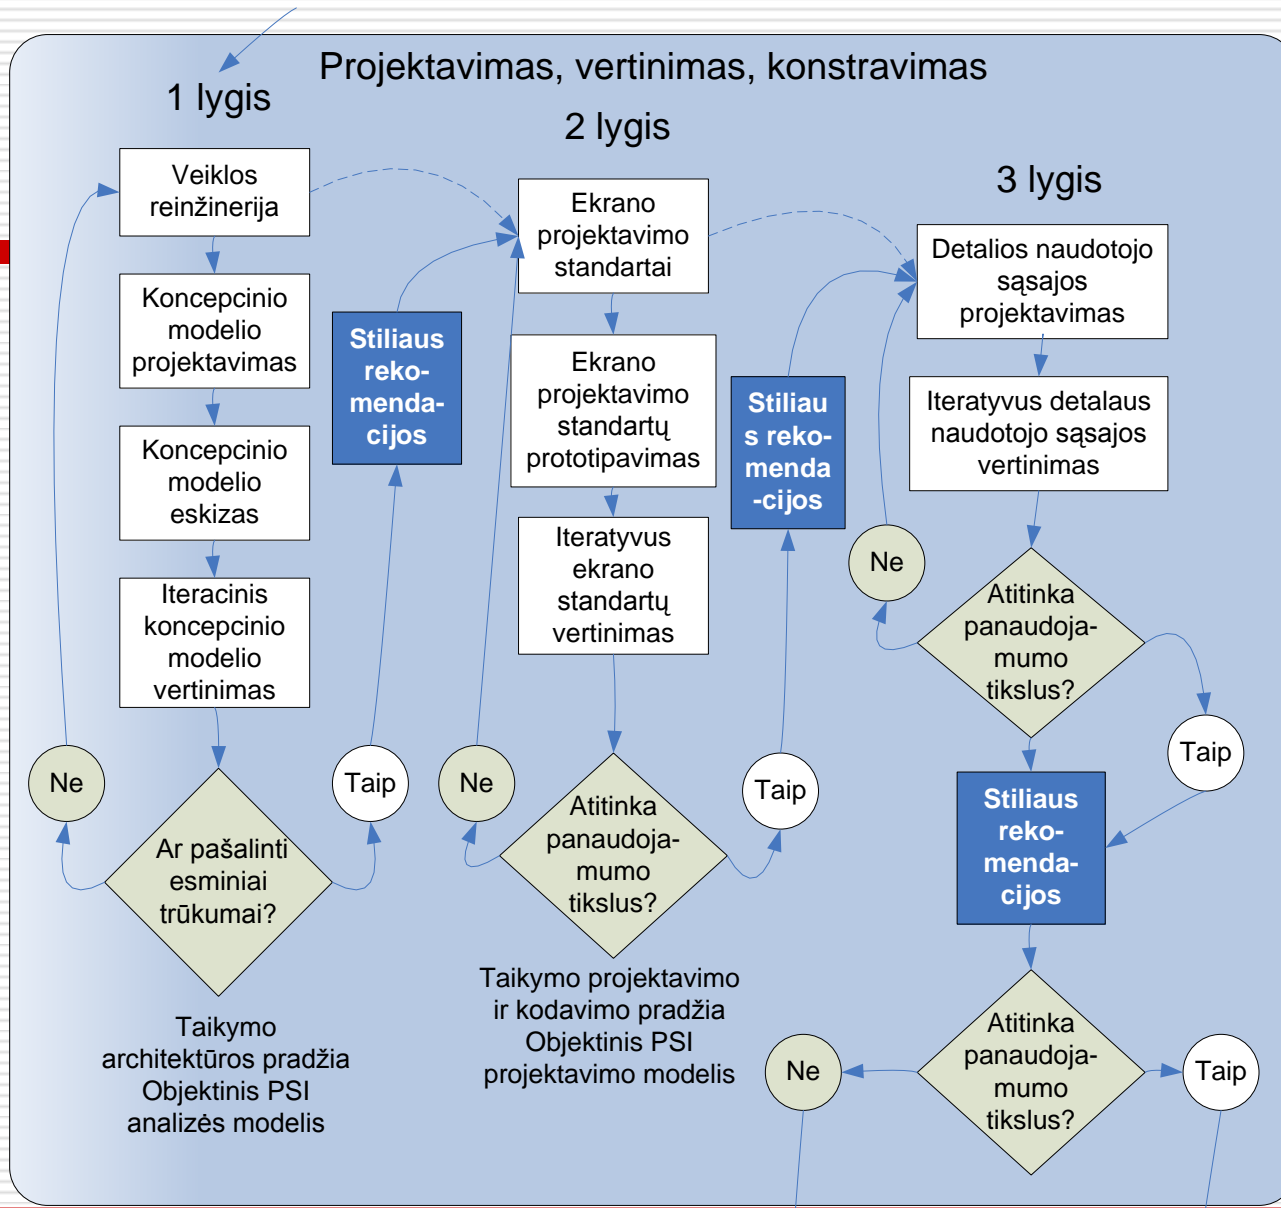 Projektavimas, vertinimas, konstravimas
1 lygis
Veiklos
reinžinerija
Koncepcinio
modelio
projektavimas
Koncepcinio
modelio
eskizas
Iteracinis
koncepcinio
modelio
vertinimas
Ne
Taip
Ar pašalinti
esminiai
trūkumai?
Taikymo
architektūros pradžia
Objektinis PSI
analizės modelis
Stiliaus
reko-
menda-
cijos
2 lygis
Ekrano
projektavimo
standartai
Ekrano
projektavimo
standartų
prototipavimas
Iteratyvus
ekrano
standartų
vertinimas
Ne
Taip
Atitinka
panaudoja-
mumo
tikslus?
Taikymo projektavimo
ir kodavimo pradžia
Objektinis PSI
projektavimo modelis
Stiliau
s reko-
menda
-cijos
3 lygis
Detalios naudotojo
sąsajos
projektavimas
Iteratyvus detalaus
naudotojo sąsajos
vertinimas
Ne
Atitinka
panaudoja-
mumo
tikslus?
Taip
Stiliaus
reko-
menda-
cijos
Atitinka
panaudoja-
mumo
tikslus?
Ne
Taip